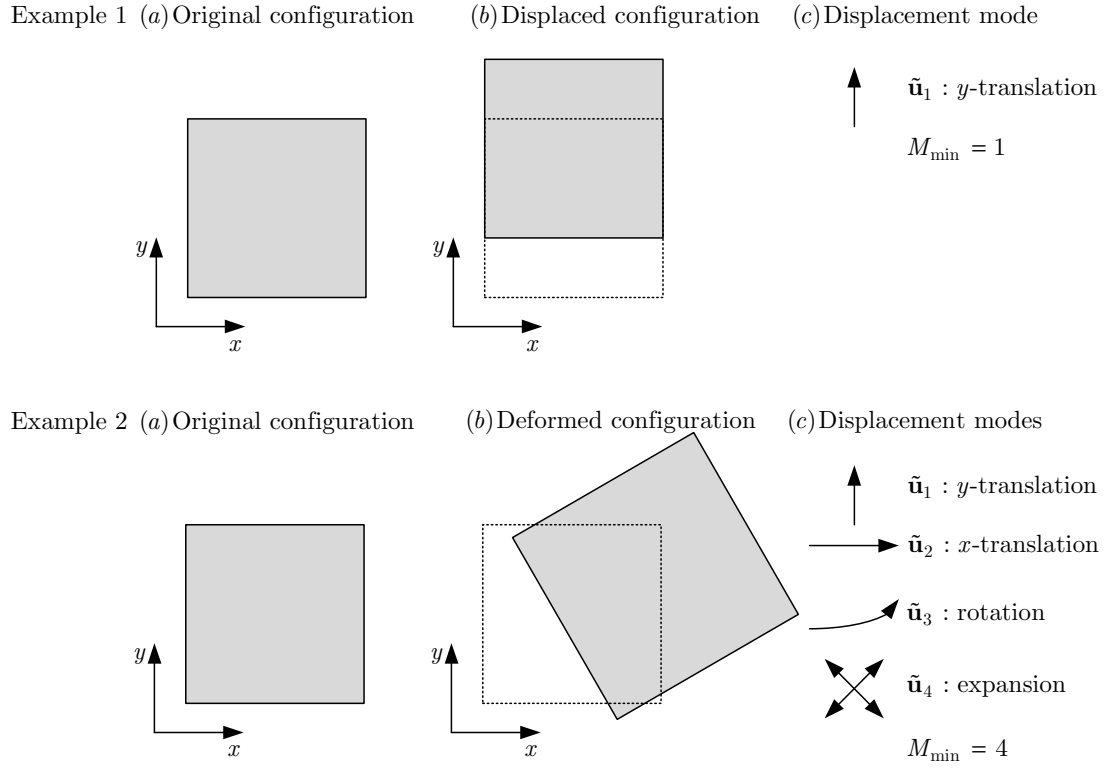 Example 1 (a) Original configuration (b) Displaced configuration (c) Displacement mode
ũ₁ : y-translation
M_min = 1
y
x
y
x
Example 2 (a) Original configuration (b) Deformed configuration (c) Displacement modes
ũ₁ : y-translation
ũ₂ : x-translation
ũ₃ : rotation
ũ₄ : expansion
M_min = 4
y
x
y
x